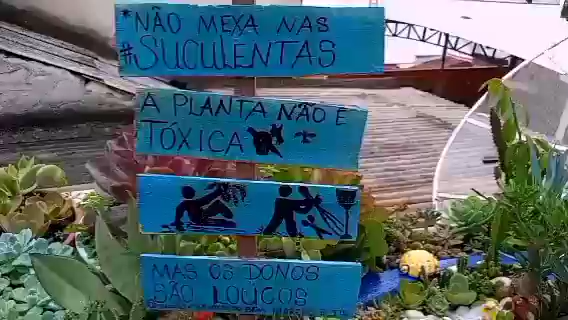 *NÃO MEXA NAS
#SUCULENTAS
A PLANTA NÃO É
TÓXICA
MAS OS DONOS
SÃO LOUCOS